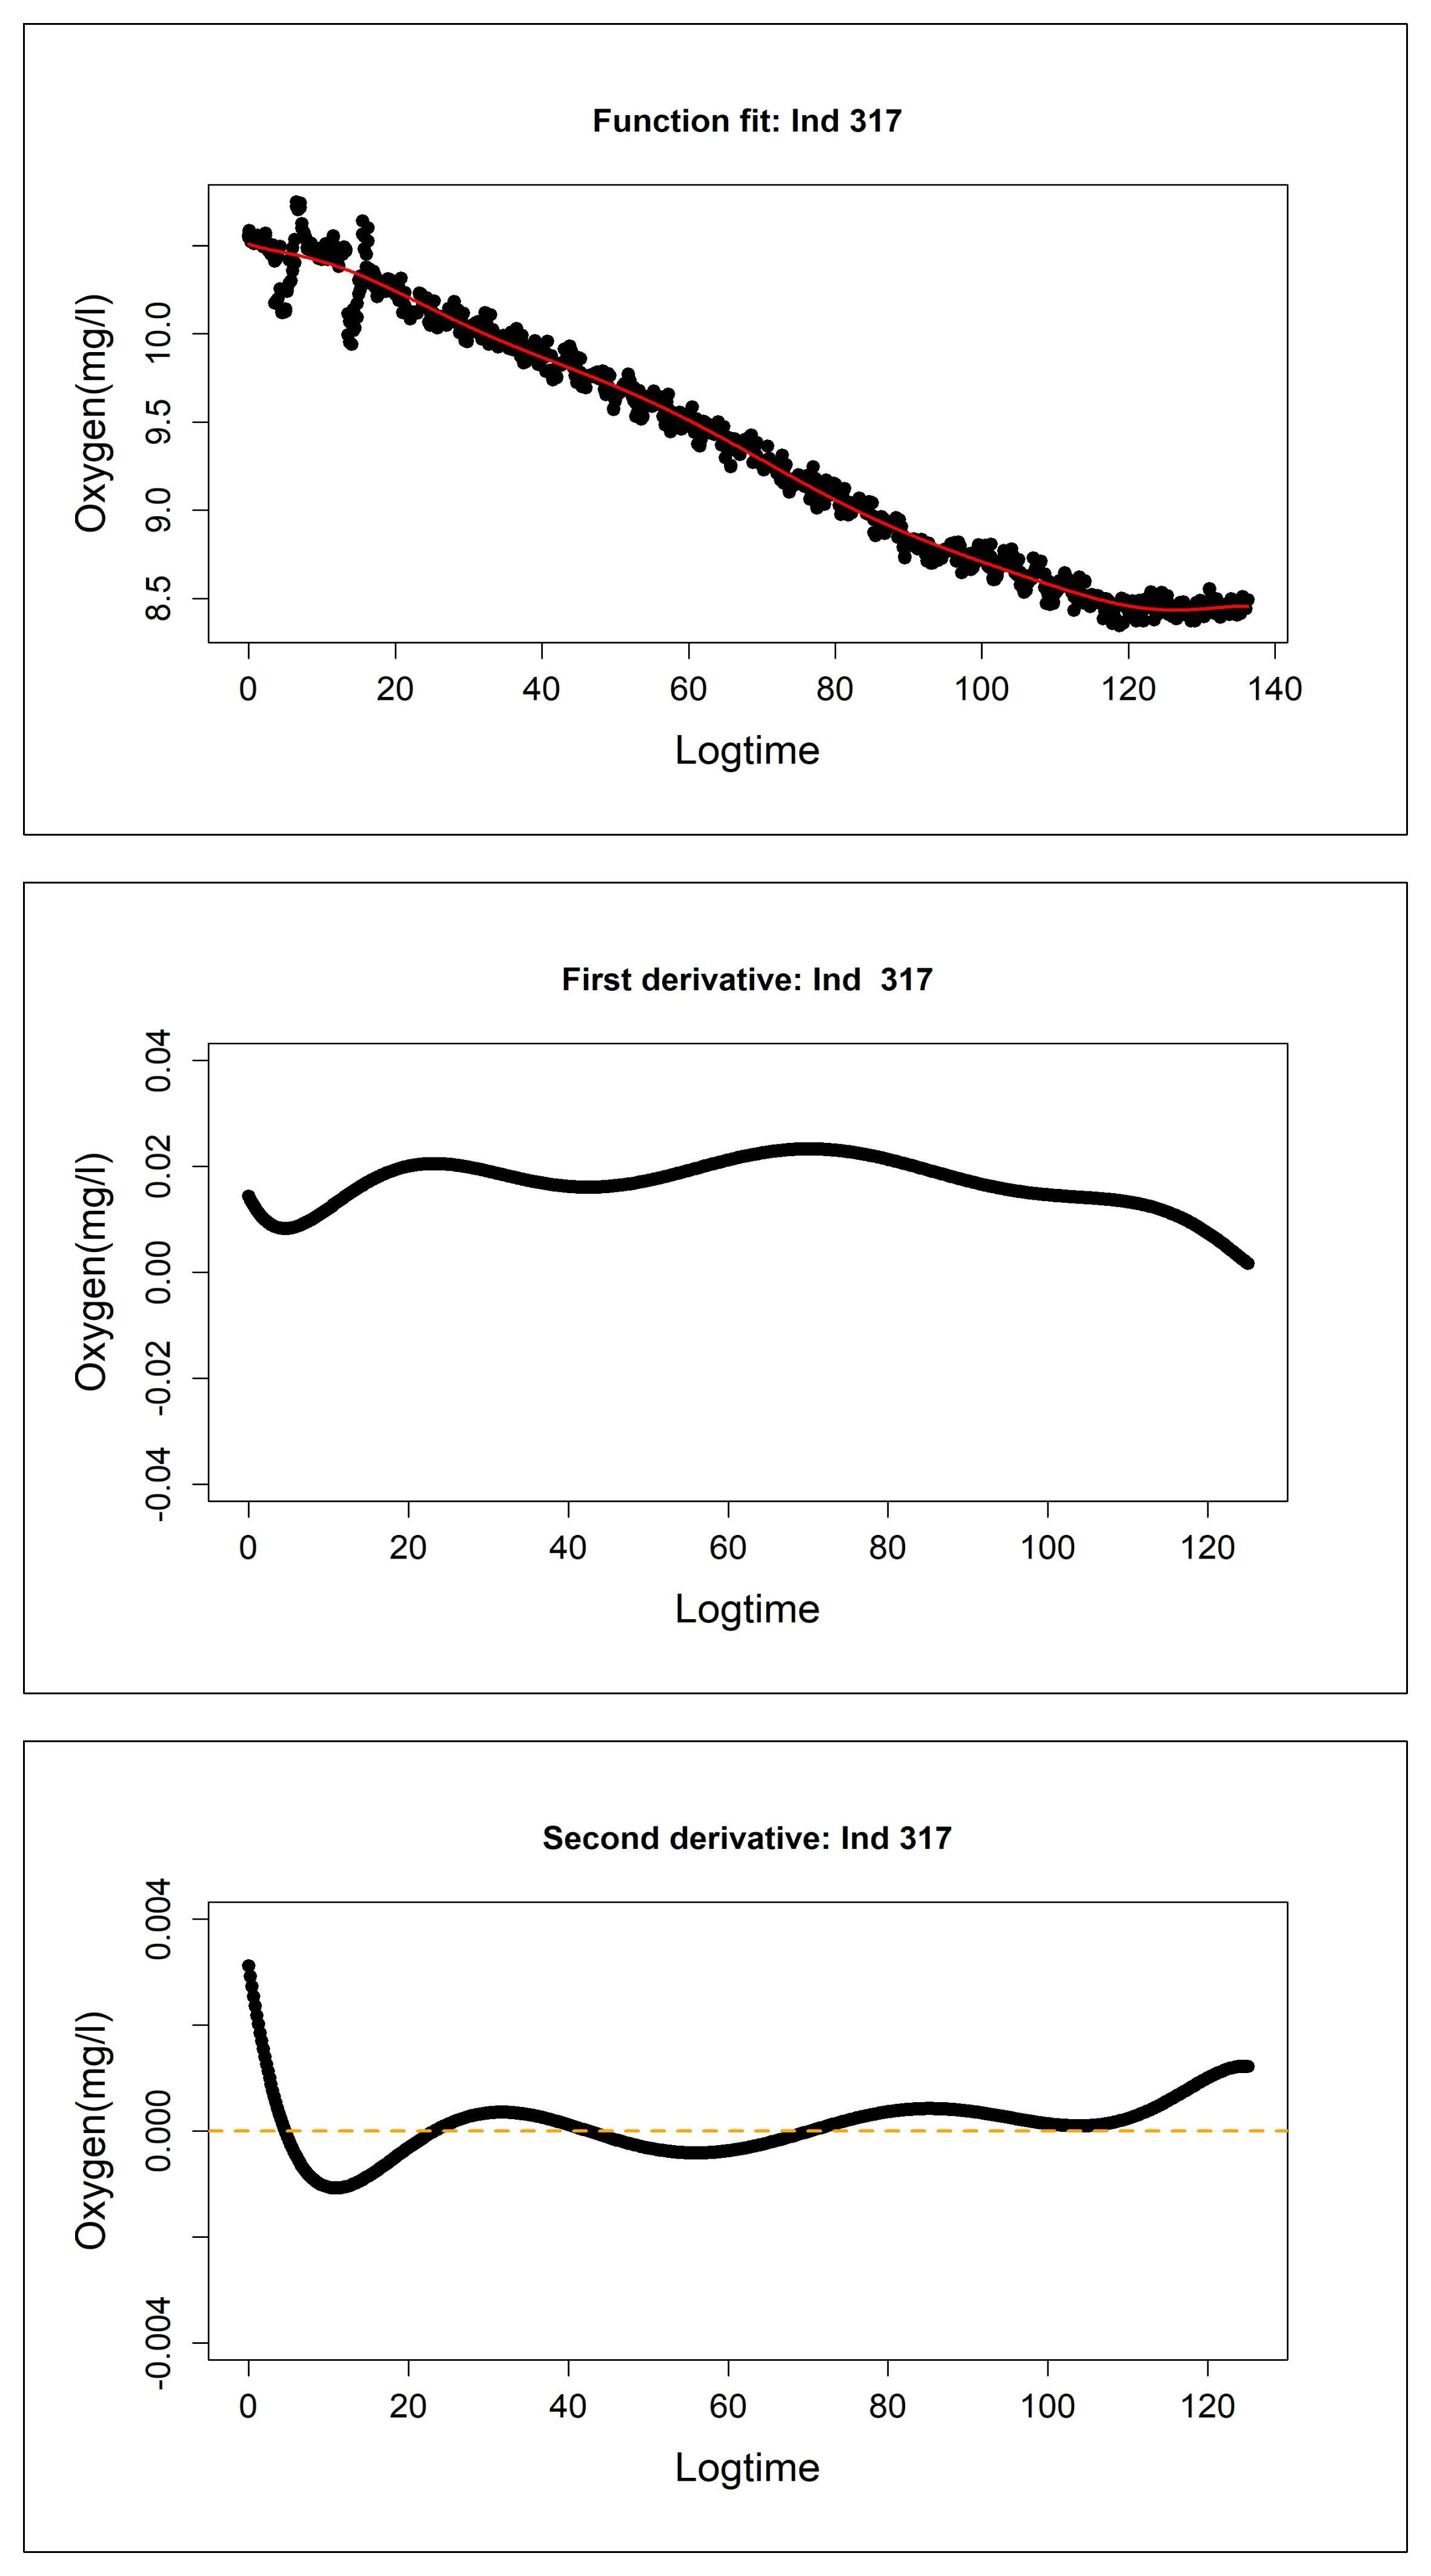 Function fit: Ind 317
Oxygen(mg/l)
10.0
9.5
9.0
8.5
0 20 40 60 80 100 120 140
Logtime
First derivative: Ind  317
Oxygen(mg/l)
0.04
0.02
0.00
-0.02
-0.04
0 20 40 60 80 100 120
Logtime
Second derivative: Ind 317
Oxygen(mg/l)
0.004
0.000
-0.004
0 20 40 60 80 100 120
Logtime